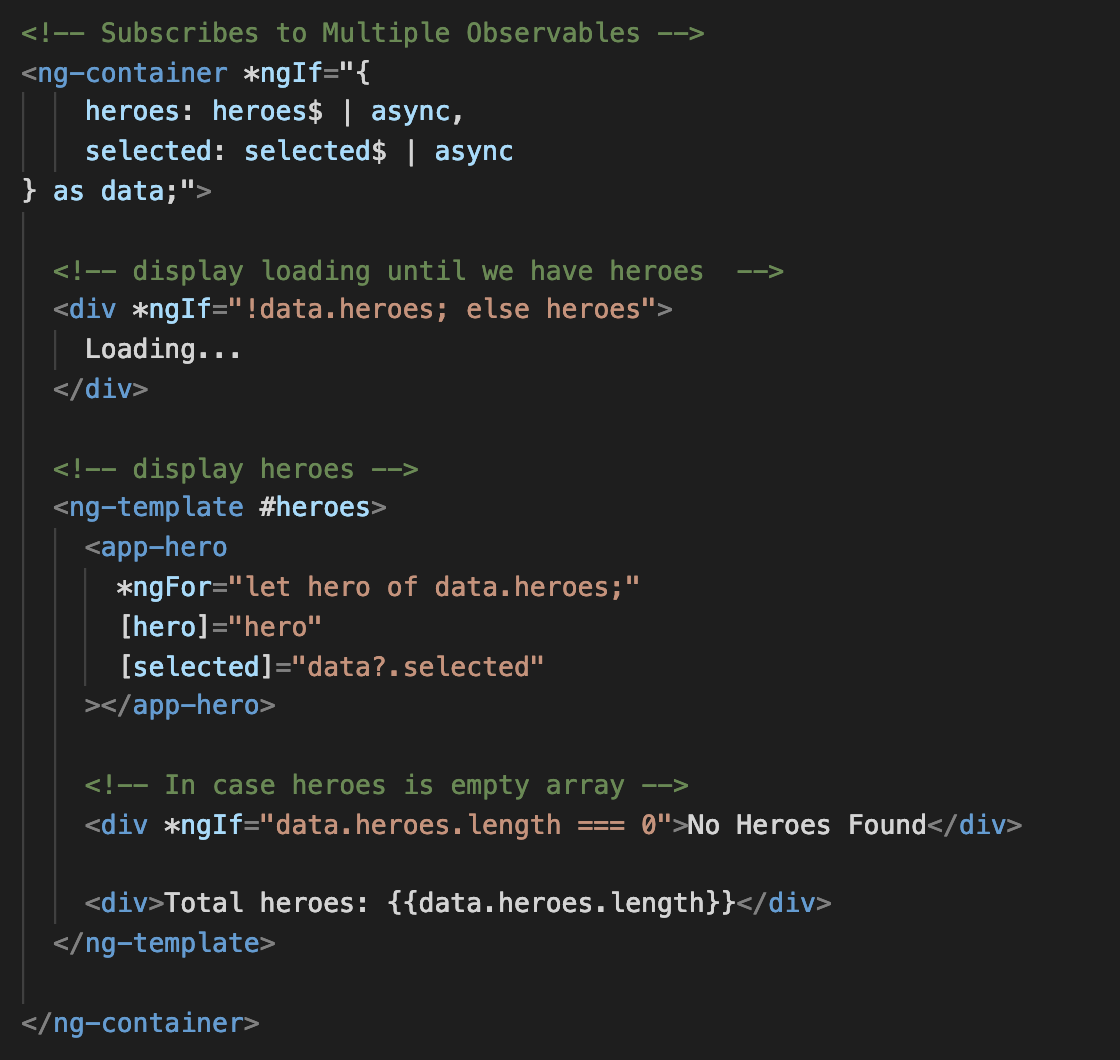 <!-- Subscribes to Multiple Observables -->
<ng-container *ngIf="{
heroes: heroes$ | async,
selected: selected$ | async
} as data;">
<!-- display loading until we have heroes  -->
<div *ngIf="!data.heroes; else heroes">
Loading...
</div>
<!-- display heroes -->
<ng-template #heroes>
<app-hero
*ngFor="let hero of data.heroes;"
[hero]="hero"
[selected]="data?.selected"
></app-hero>
<!-- In case heroes is empty array -->
<div *ngIf="data.heroes.length === 0">No Heroes Found</div>
<div>Total heroes: {{data.heroes.length}}</div>
</ng-template>
</ng-container>